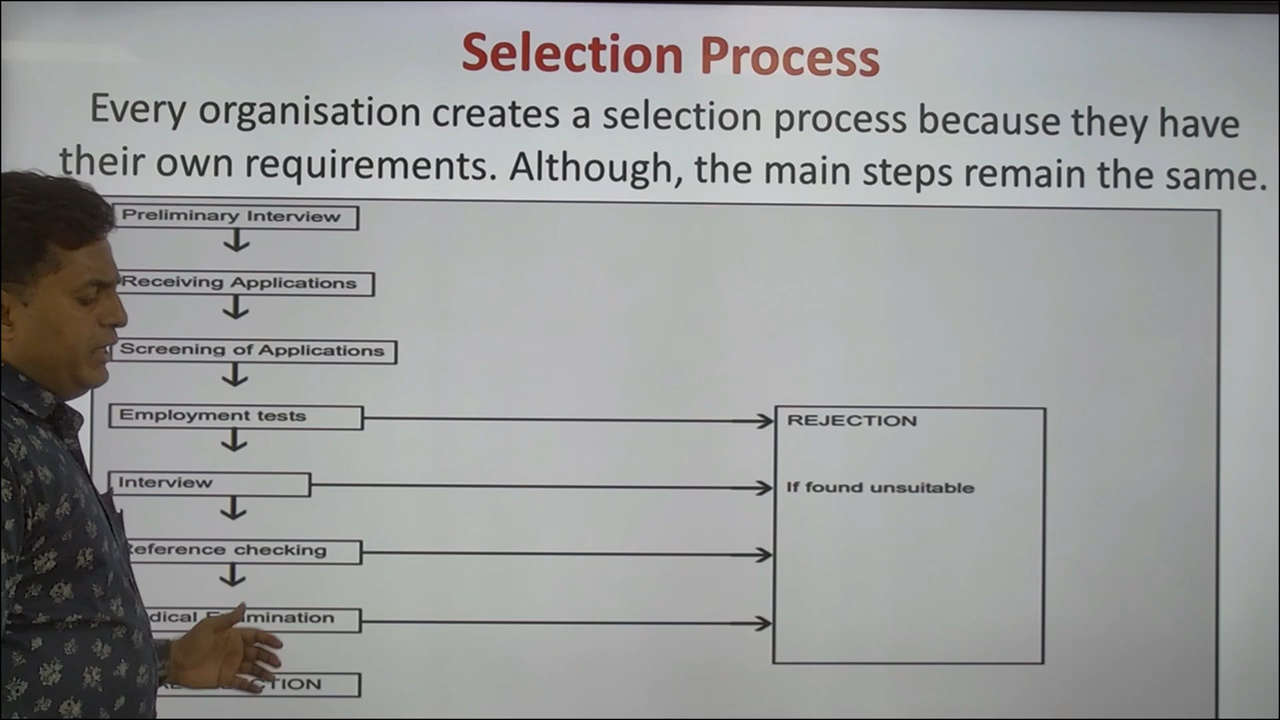 Selection Process
Every organisation creates a selection process because they have
their own requirements. Although, the main steps remain the same.
Preliminary Interview
Receiving Applications
Screening of Applications
Employment tests
REJECTION
Interview
If found unsuitable
checking